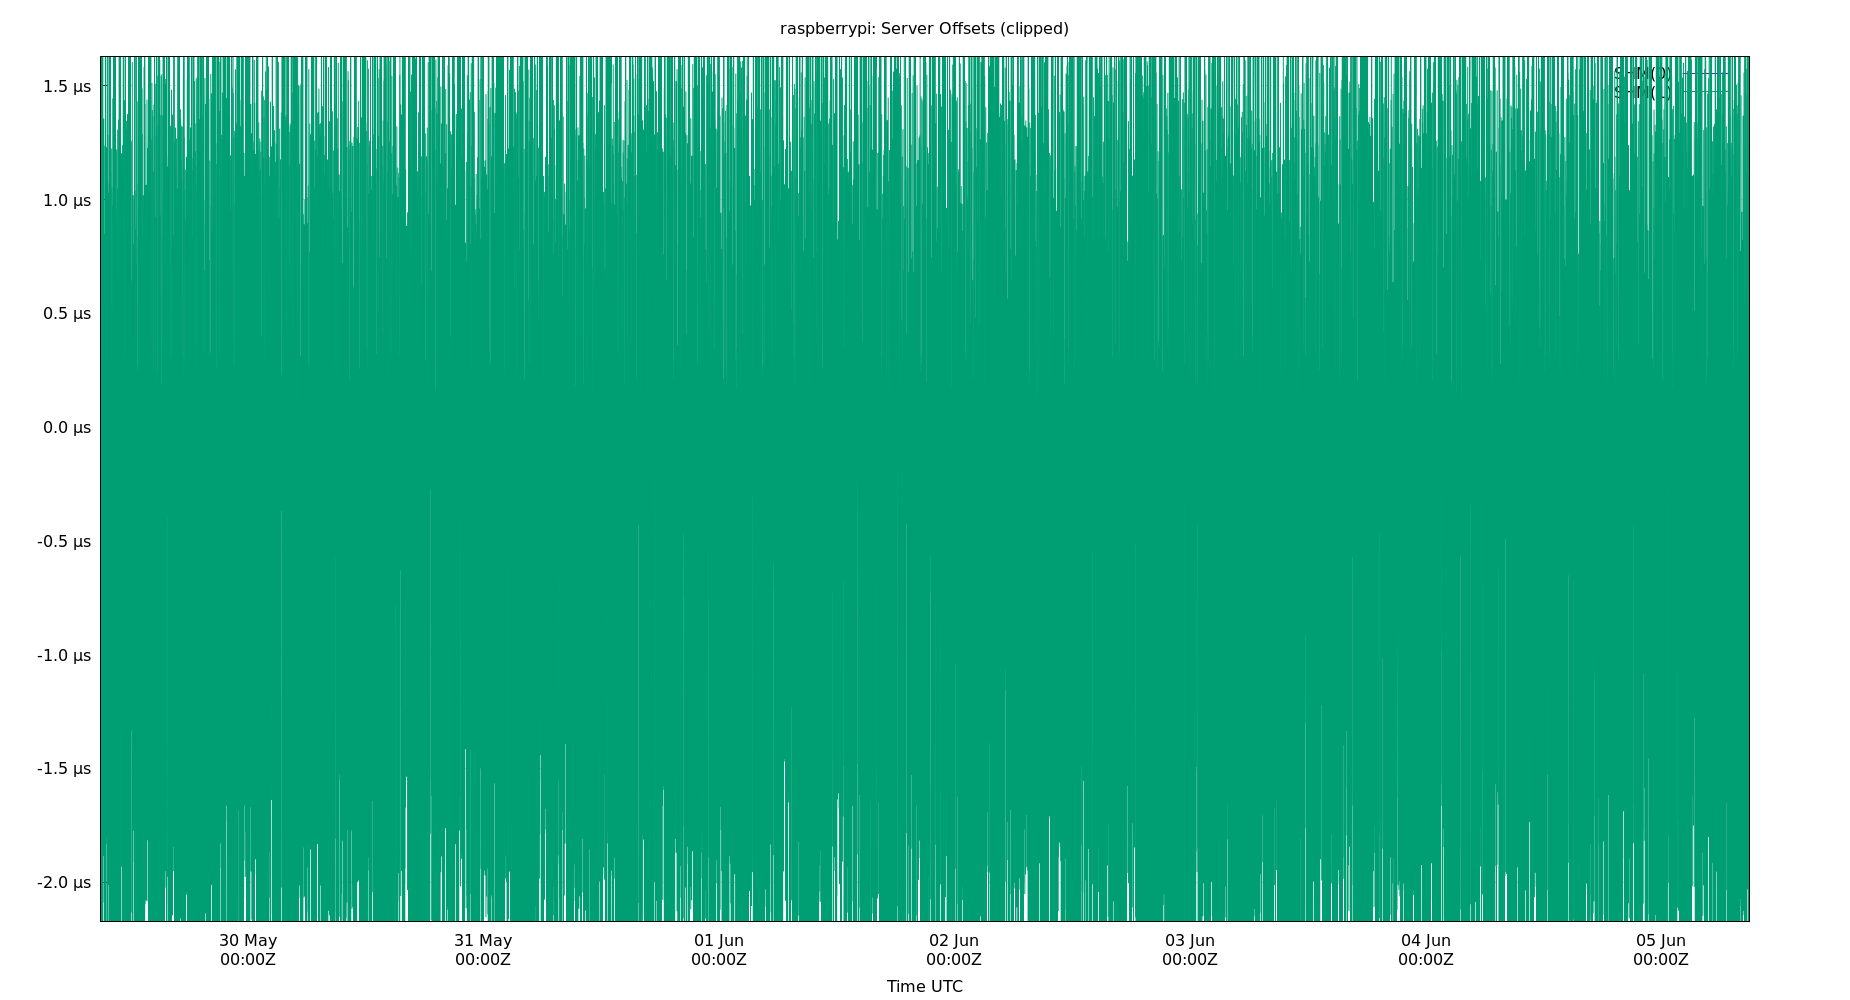 raspberrypi: Server Offsets (clipped)
1.5 µs
1.0 µs
0.5 µs
0.0 µs
-0.5 µs
-1.0 µs
-1.5 µs
-2.0 µs
SHM(0)
30 May 31 May 01 Jun 02 Jun 03 Jun 04 Jun 05 Jun
00:00Z 00:00Z 00:00Z 00:00Z 00:00Z 00:00Z 00:00Z
Time UTC